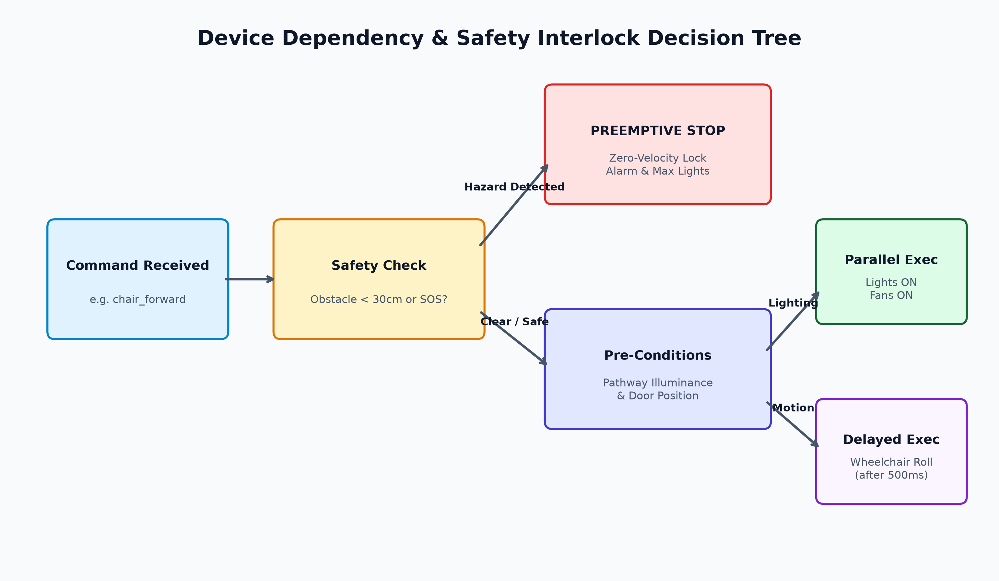 Device Dependency & Safety Interlock Decision Tree
Command Received
e.g. chair_forward
Safety Check
Obstacle < 30cm or SOS?
Hazard Detected
PREEMPTIVE STOP
Zero-Velocity Lock
Alarm & Max Lights
Clear / Safe
Pre-Conditions
Pathway Illuminance
& Door Position
Lighting
Parallel Exec
Lights ON
Fans ON
Motion
Delayed Exec
Wheelchair Roll
(after 500ms)